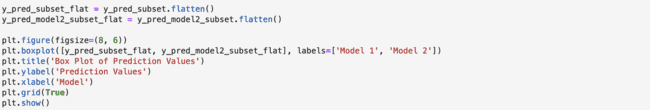 y_pred_subset_flat = y_pred_subset.flatten()
y_pred_model2_subset_flat = y_pred_model2_subset.flatten()
plt.figure(figsize=(8, 6))
plt.boxplot([y_pred_subset_flat, y_pred_model2_subset_flat], labels=['Model 1', 'Model 2'])
plt.title('Box Plot of Prediction Values')
plt.ylabel('Prediction Values')
plt.xlabel('Model')
plt.grid(True)
plt.show()